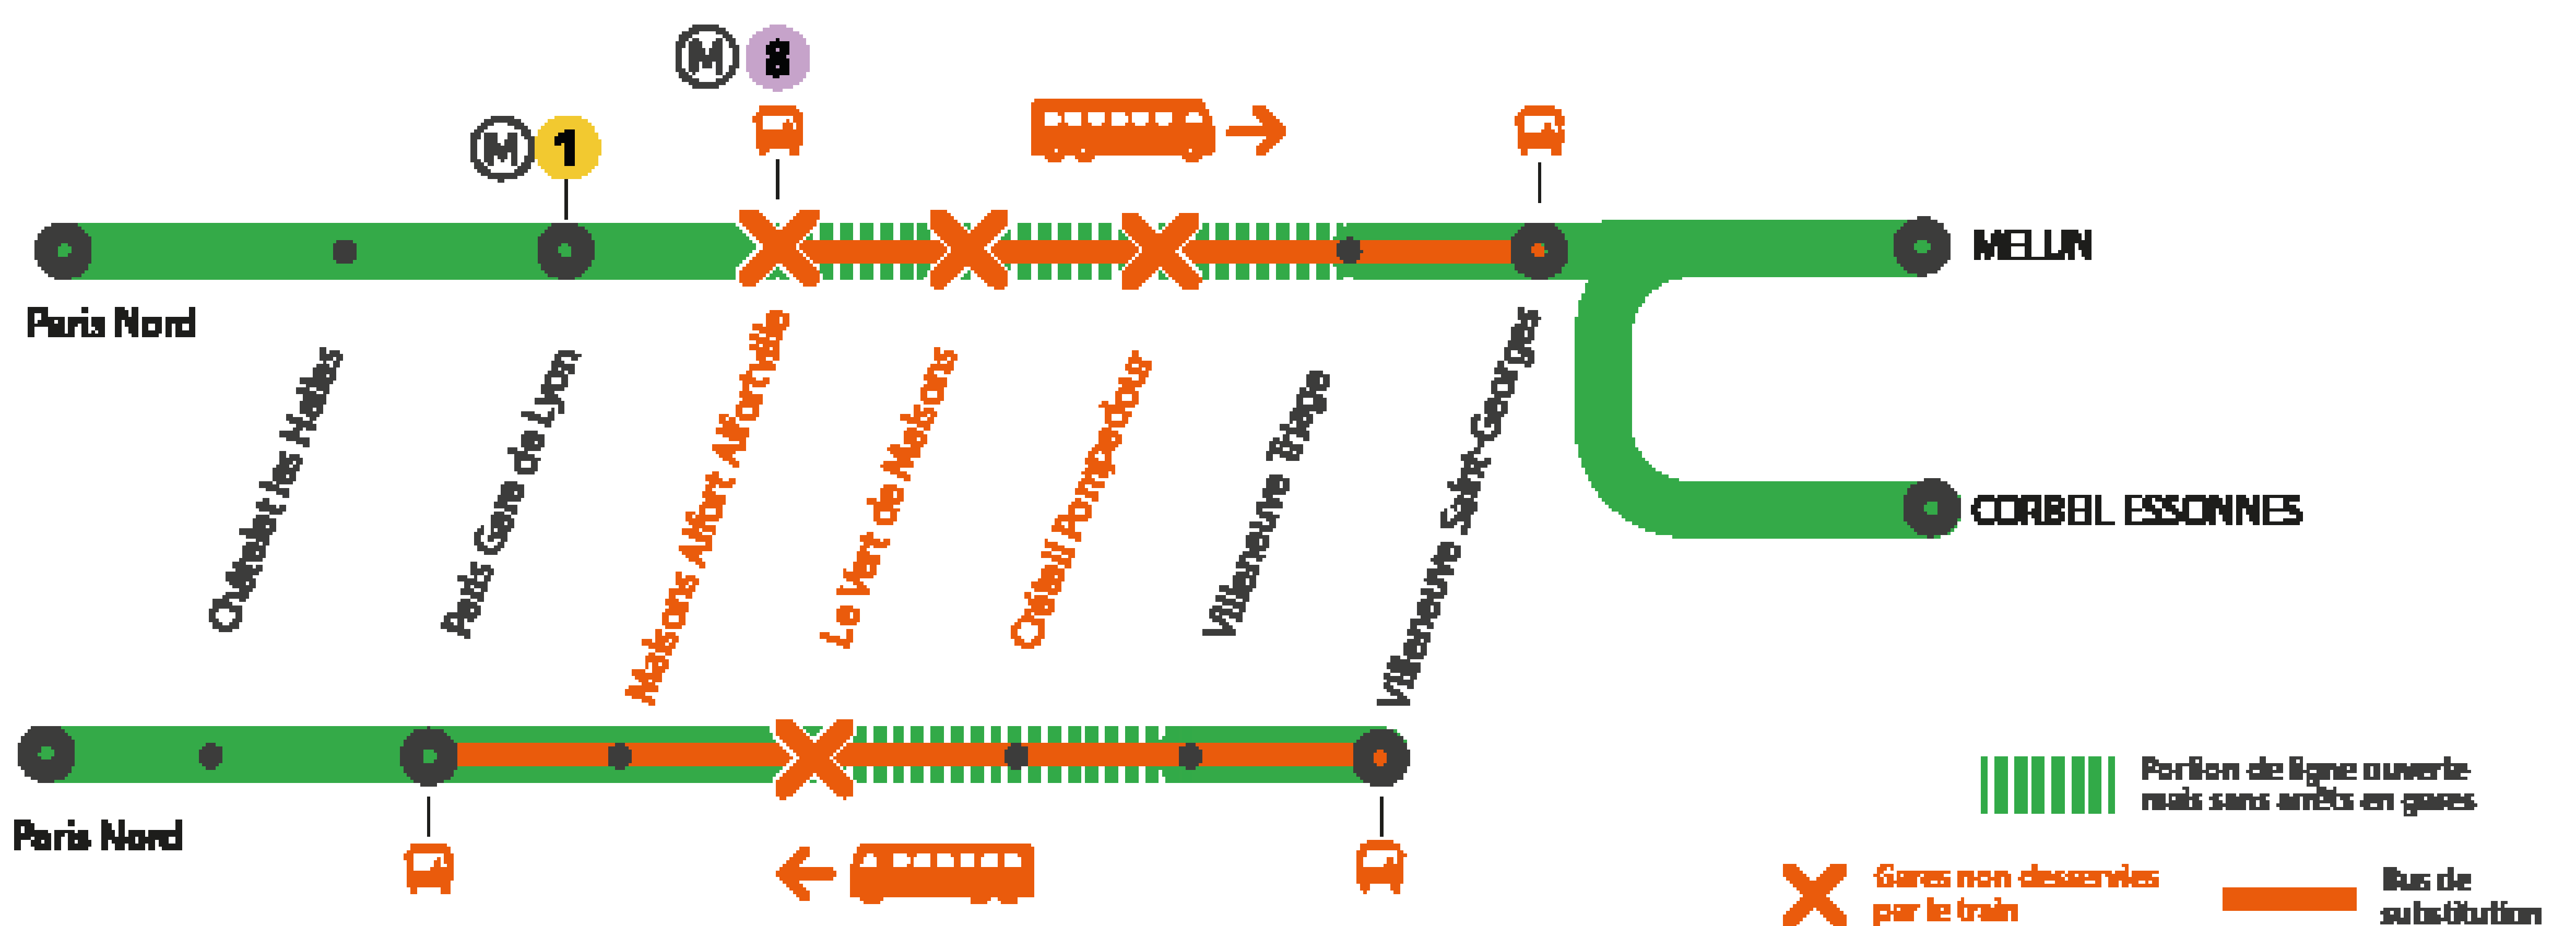 M 8
M 1
MELUN
Paris Nord
Châtelet les Halles
Paris Gare de Lyon
Maisons Alfort Alfortville
Le Vert de Maisons
Créteil Pompadour
Villeneuve Triage
Villeneuve Saint-Georges
CORBEIL ESSONNES
Paris Nord
Portion de ligne ouverte
mais sans arrêts en gares
Gares non desservies
par le train
Bus de
substitution